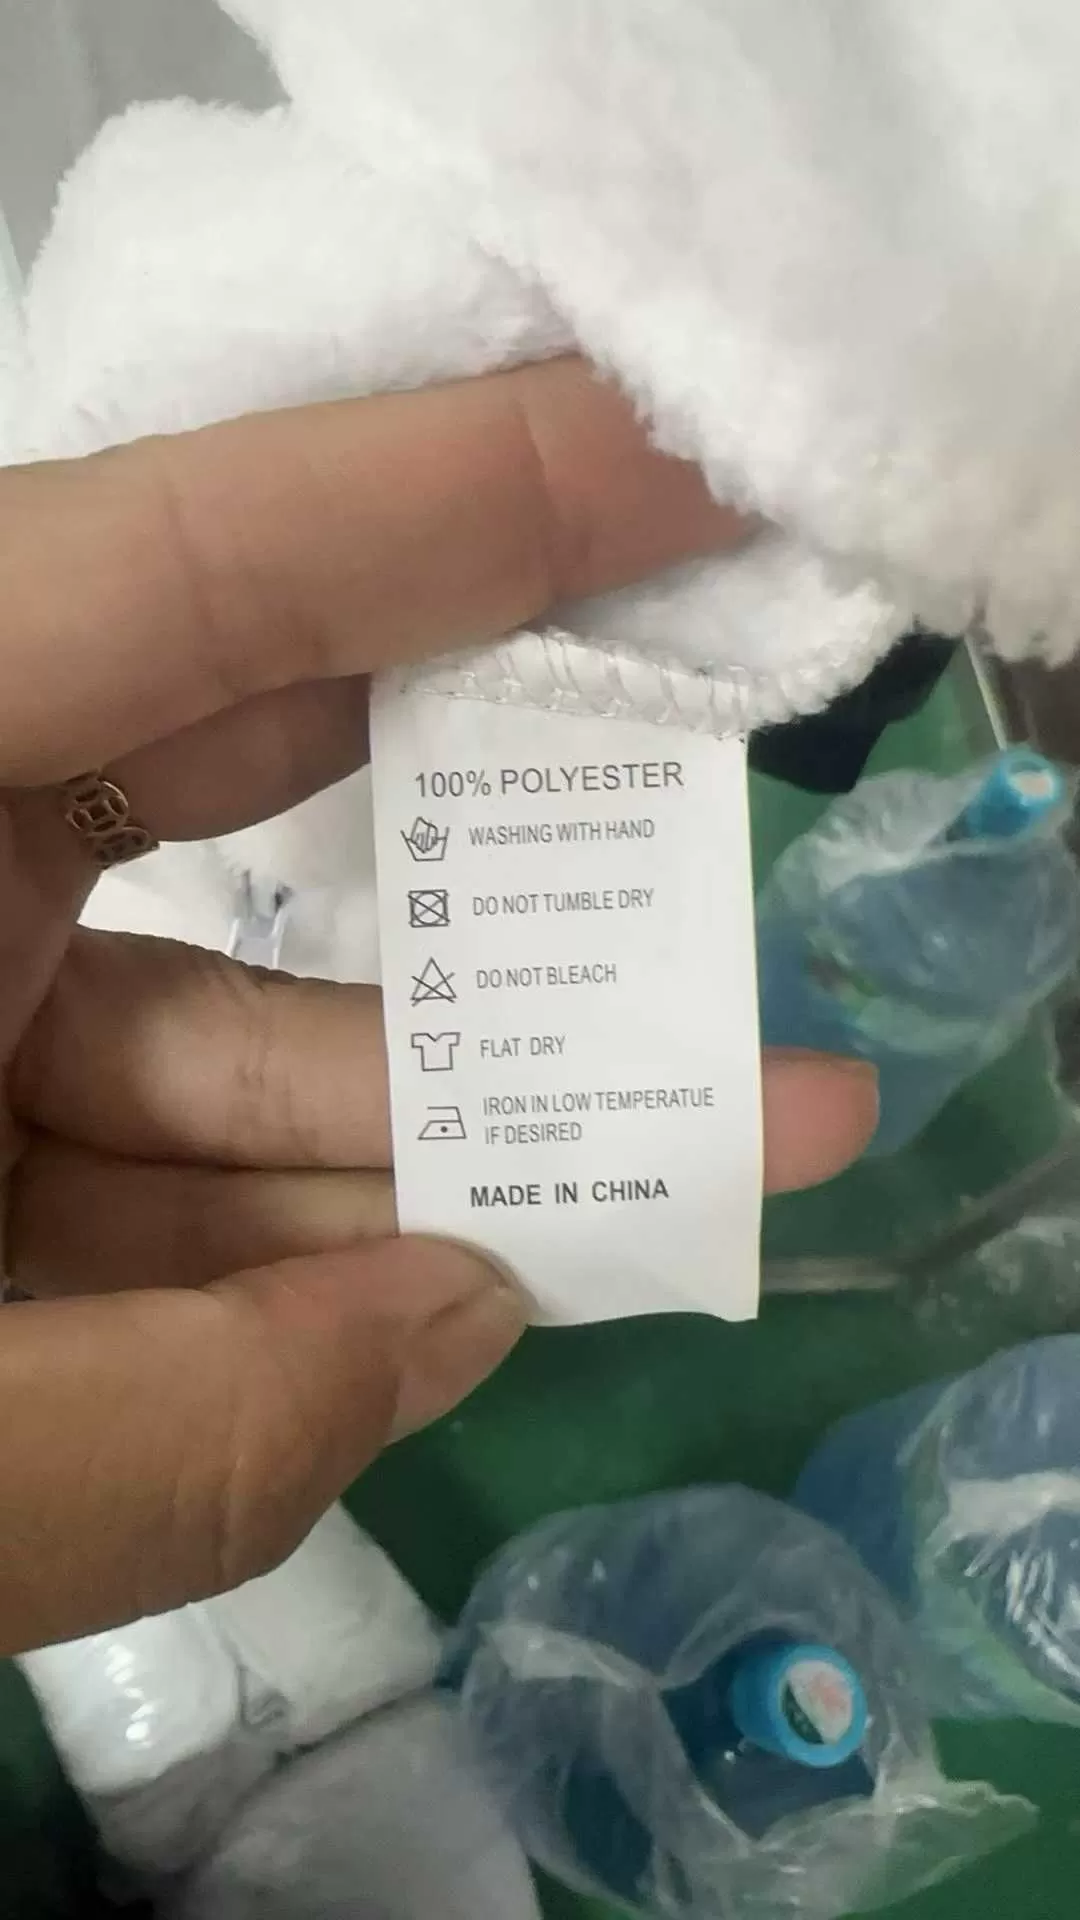 100% POLYESTER
WASHING WITH HAND
DO NOT TUMBLE DRY
DO NOT BLEACH
FLAT DRY
IRON IN LOW TEMPERATUE
IF DESIRED
MADE IN CHINA